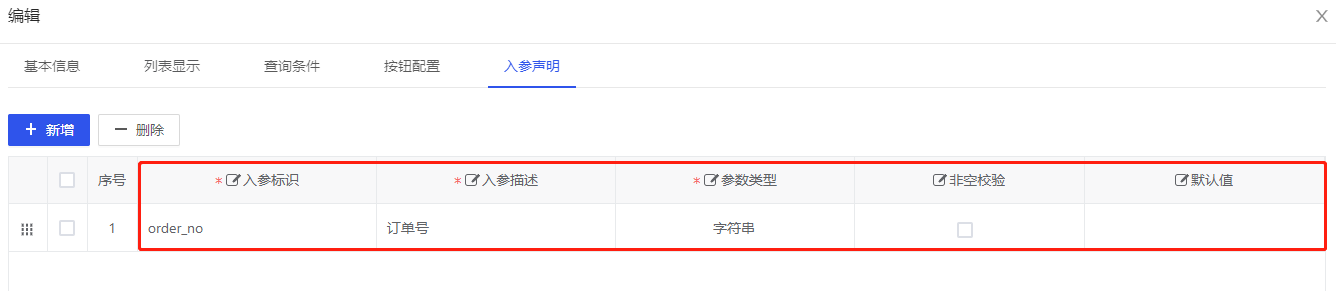 编辑
基本信息 列表显示 查询条件 按钮配置 入参声明
新增 删除
序号 * 入参标识 * 入参描述 * 参数类型 非空校验 默认值
1 order_no 订单号 字符串